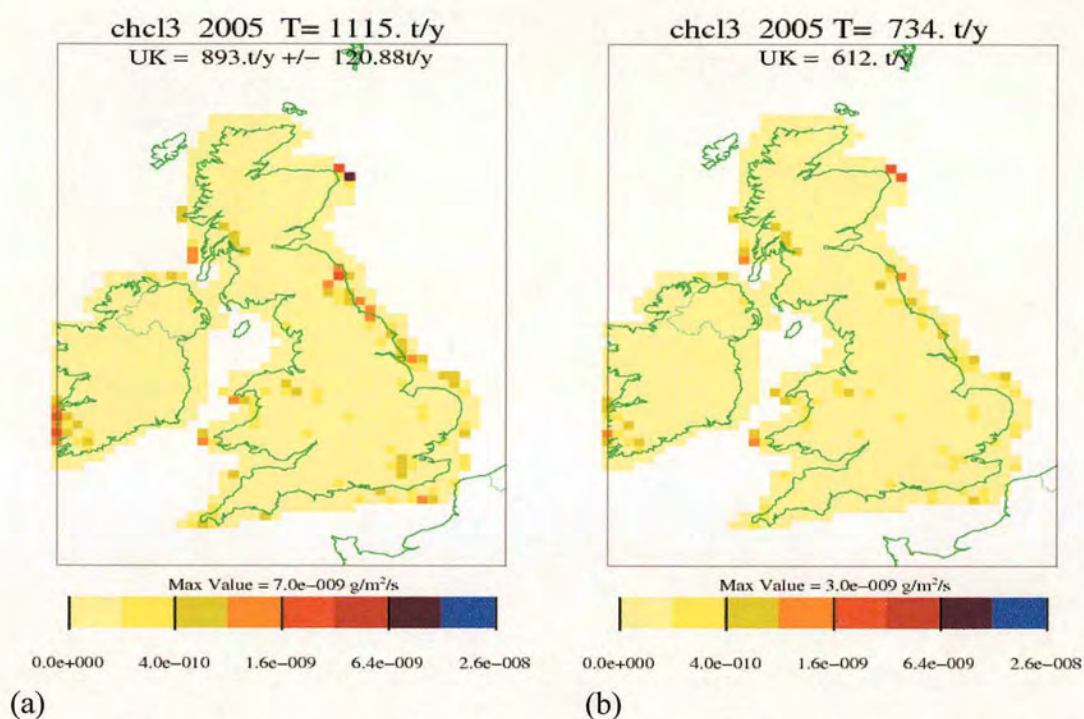 chcl3 2005 T= 1115. t/y
UK = 893.t/y +/- 120.88t/y
Max Value = 7.0e-009 g/m²/s
0.0e+000 4.0e-010 1.6e-009 6.4e-009 2.6e-008
(a)
chcl3 2005 T= 734. t/y
UK = 612. t/y
Max Value = 3.0e-009 g/m²/s
0.0e+000 4.0e-010 1.6e-009 6.4e-009 2.6e-008
(b)